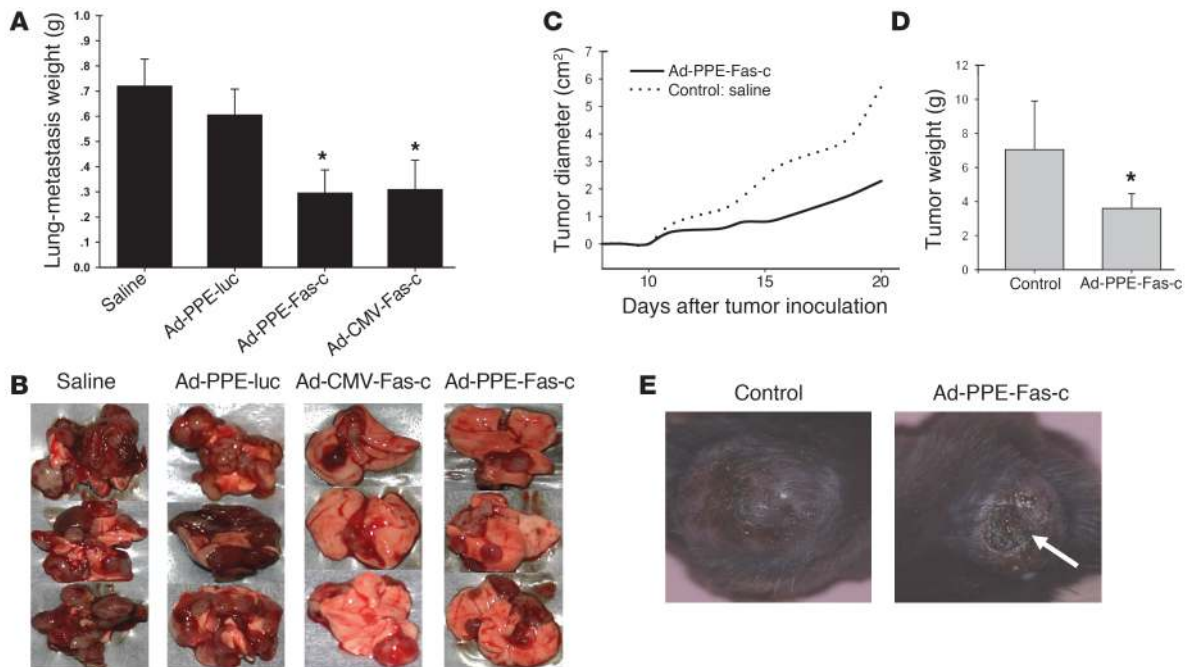 A
Lung-metastasis weight (g)
1.0
.9
.8
.7
.6
.5
.4
.3
.2
.1
0.0
*
*
Saline
Ad-PPE-luc
Ad-PPE-Fas-c
Ad-CMV-Fas-c
C
Tumor diameter (cm²)
7
6
5
4
3
2
1
0
Ad-PPE-Fas-c
Control: saline
10
15
20
Days after tumor inoculation
D
Tumor weight (g)
12
10
8
6
4
2
0
*
Control
Ad-PPE-Fas-c
B
Saline
Ad-PPE-luc
Ad-CMV-Fas-c
Ad-PPE-Fas-c
E
Control
Ad-PPE-Fas-c